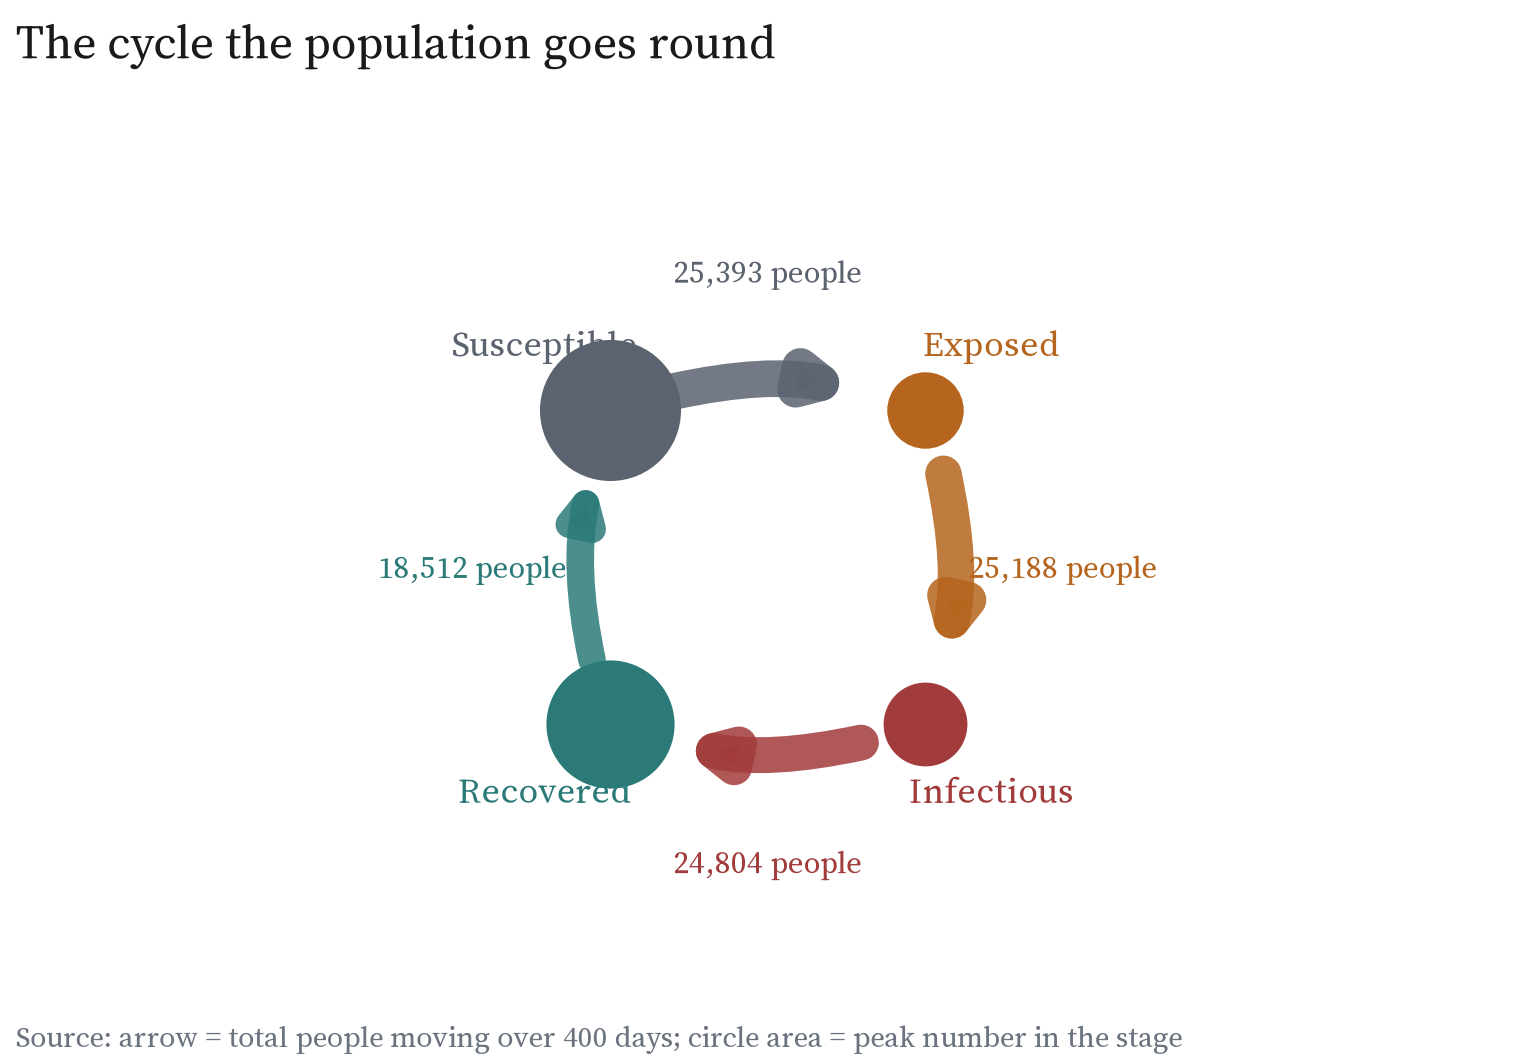 The cycle the population goes round
25,393 people
Susceptible
Exposed
18,512 people
25,188 people
Recovered
Infectious
24,804 people
Source: arrow = total people moving over 400 days; circle area = peak number in the stage